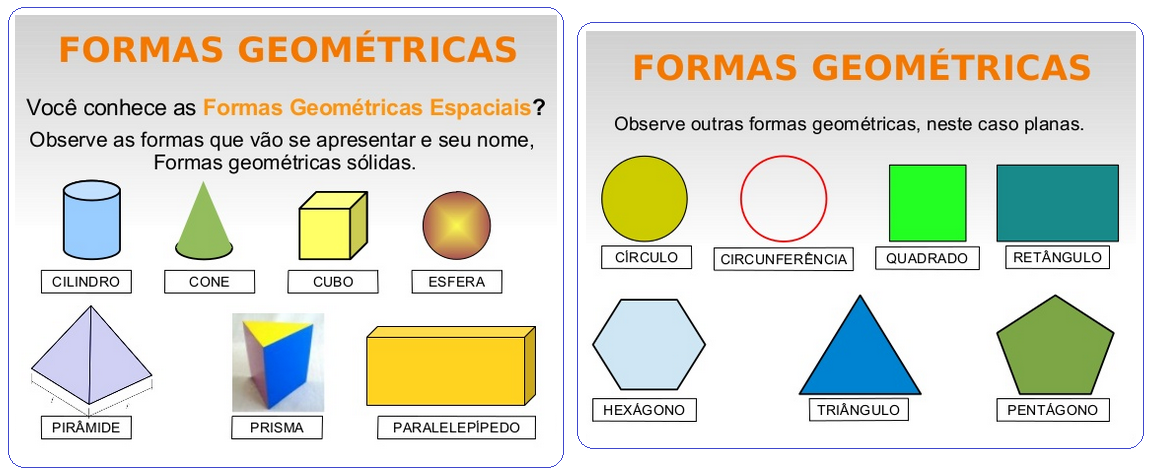 FORMAS GEOMÉTRICAS
Você conhece as Formas Geométricas Espaciais?
Observe as formas que vão se apresentar e seu nome,
Formas geométricas sólidas.
CILINDRO
CONE
CUBO
ESFERA
PIRÂMIDE
PRISMA
PARALELEPÍPEDO
FORMAS GEOMÉTRICAS
Observe outras formas geométricas, neste caso planas.
CÍRCULO
CIRCUNFERÊNCIA
QUADRADO
RETÂNGULO
HEXÁGONO
TRIÂNGULO
PENTÁGONO